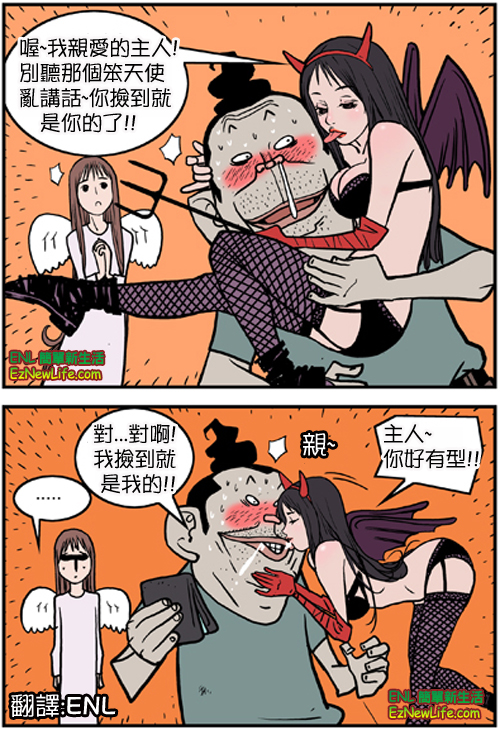 喔~我親愛的主人!
別聽那個笨天使
亂講話~你撿到就
是你的了!!
ENL 簡單新生活
EzNewLife.com
對...對啊!
我撿到就
是我的!!
親~
主人~
你好有型!!
.....
翻譯:ENL
ENL 簡單新生活
EzNewLife.com